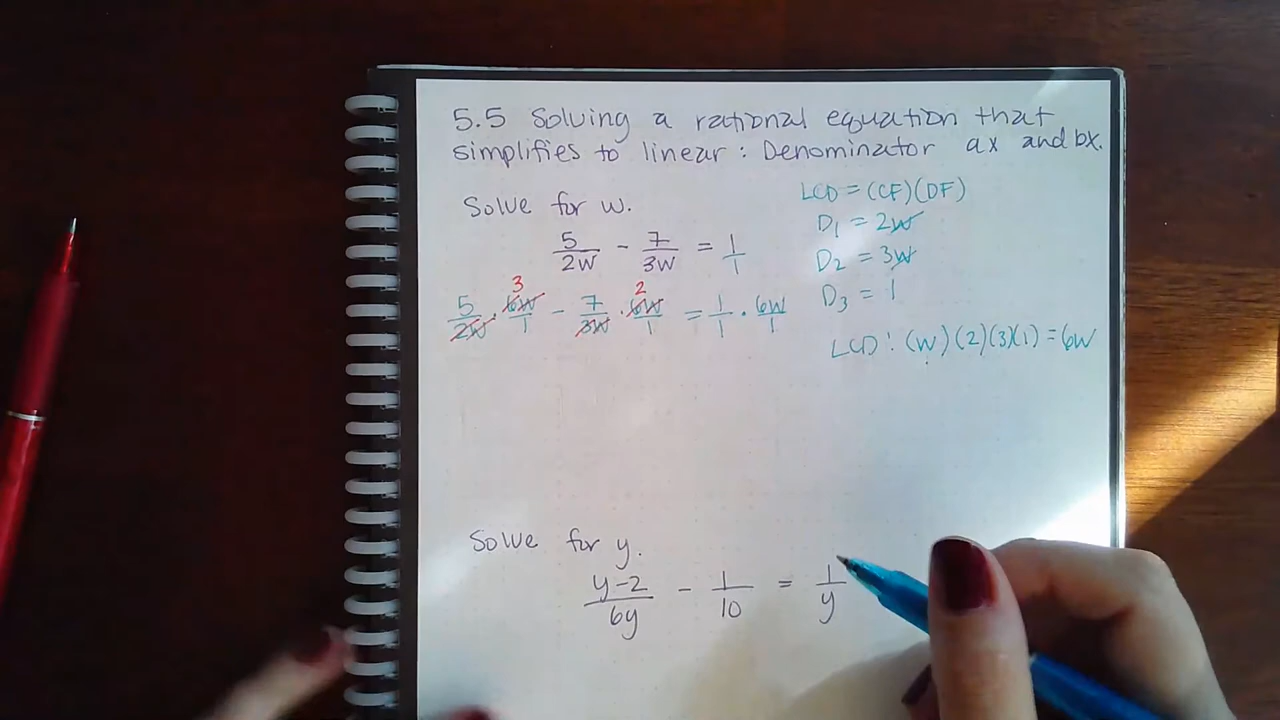 5.5 Solving a rational equation that
simplifies to linear: Denominator ax and bx.
Solve for w.
5/2w - 7/3w = 1/1
5/2w · 6w/1 - 7/3w · 6w/1 = 1/1 · 6w/1
3 2
LCD = (CF)(DF)
D₁ = 2w
D₂ = 3w
D₃ = 1
LCD: (w)(2)(3)(1) = 6w
Solve for y.
y-2/6y - 1/10 = 1/y